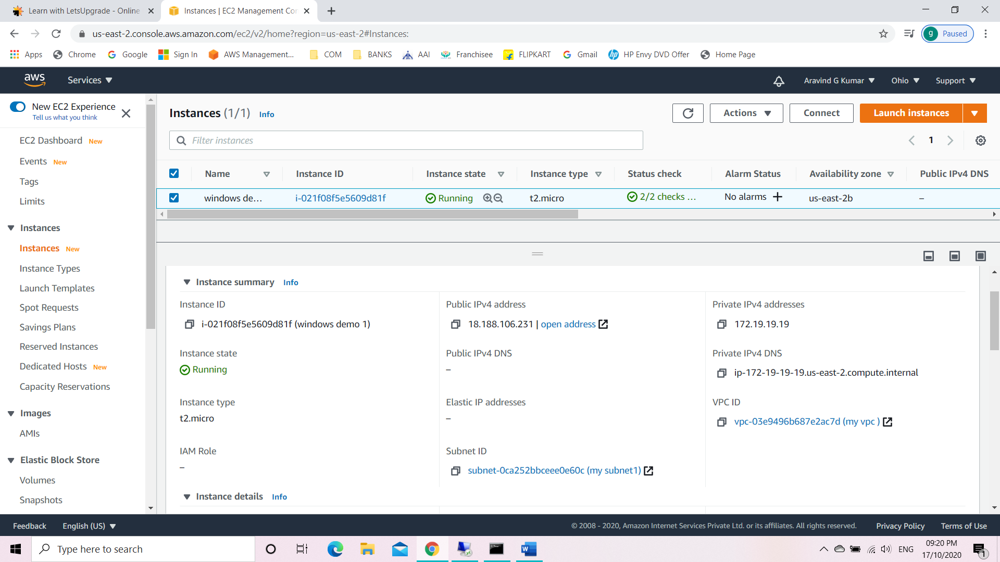 Learn with LetsUpgrade - Online
Instances | EC2 Management Con
us-east-2.console.aws.amazon.com/ec2/v2/home?region=us-east-2#Instances:
g Paused
Apps Chrome Google Sign In AWS Management... COM BANKS AAI Franchisee FLIPKART Gmail HP Envy DVD Offer Home Page
aws Services Aravind G Kumar Ohio Support
New EC2 Experience
Tell us what you think
EC2 Dashboard New
Events New
Tags
Limits
Instances
Instances New
Instance Types
Launch Templates
Spot Requests
Savings Plans
Reserved Instances
Dedicated Hosts New
Capacity Reservations
Images
AMIs
Elastic Block Store
Volumes
Snapshots
Instances (1/1) Info
Actions Connect Launch instances
Filter instances
1
Name Instance ID Instance state Instance type Status check Alarm Status Availability zone Public IPv4 DNS
windows de... i-021f08f5e5609d81f Running t2.micro 2/2 checks ... No alarms + us-east-2b –
Instance summary Info
Instance ID
i-021f08f5e5609d81f (windows demo 1)
Public IPv4 address
18.188.106.231 | open address
Private IPv4 addresses
172.19.19.19
Instance state
Running
Public IPv4 DNS
–
Private IPv4 DNS
ip-172-19-19-19.us-east-2.compute.internal
Instance type
t2.micro
Elastic IP addresses
–
VPC ID
vpc-03e9496b687e2ac7d (my vpc )
IAM Role
–
Subnet ID
subnet-0ca252bbceee0e60c (my subnet1)
Instance details Info
Feedback English (US) © 2008 - 2020, Amazon Internet Services Private Ltd. or its affiliates. All rights reserved. Privacy Policy Terms of Use
Type here to search
ENG
09:20 PM
17/10/2020
1